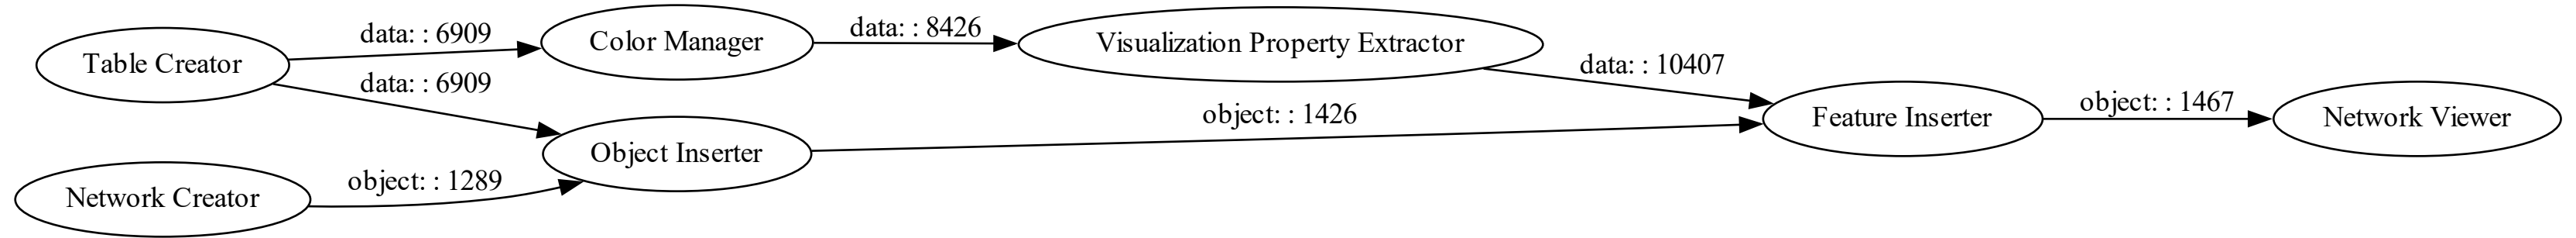 Table Creator
data: : 6909
Color Manager
data: : 8426
Visualization Property Extractor
data: : 10407
data: : 6909
Object Inserter
object: : 1426
Feature Inserter
object: : 1467
Network Viewer
Network Creator
object: : 1289